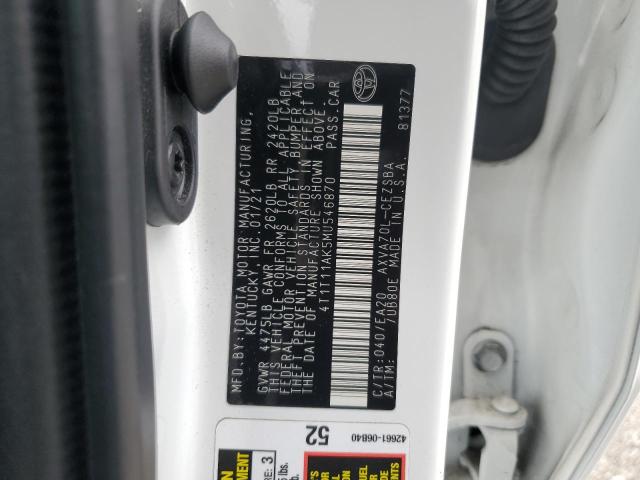 MFD.BY:TOYOTA MOTOR MANUFACTURING,
KENTUCKY, INC.01/21
GVWR 4475LB GAWR FR 2620LB RR 2420LB
THIS VEHICLE CONFORMS TO ALL APPLICABLE
FEDERAL MOTOR VEHICLE SAFETY, BUMPER, AND
THEFT PREVENTION STANDARDS IN EFFECT ON
THE DATE OF MANUFACTURE SHOWN ABOVE.
4T1T11AK5MU546870 PASS.CAR
C/TR:040/EA20 AXVA70L-CEZSBA
A/TM: /UB80E MADE IN U.S.A.
81377
52
42661-06B40